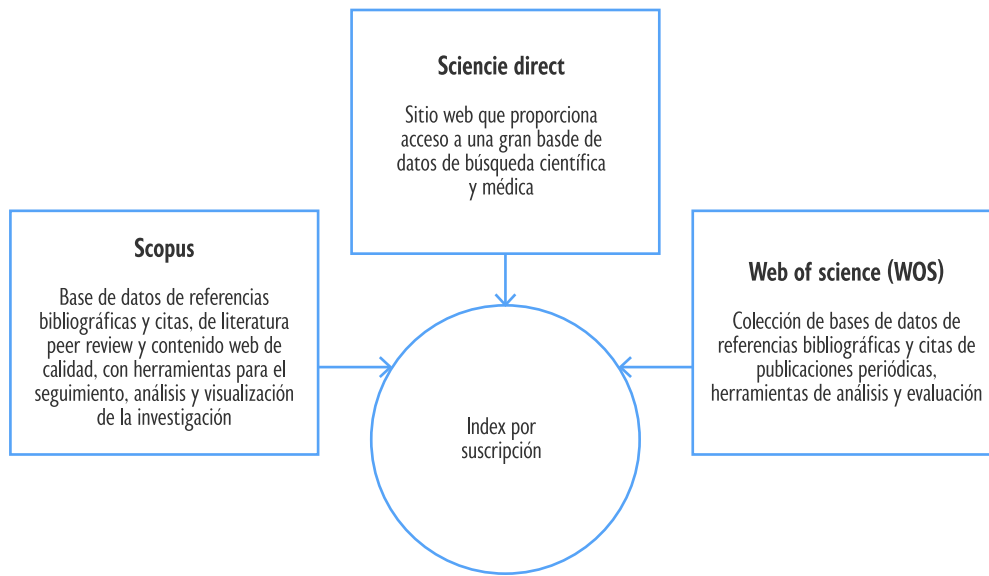 Sciencie direct
Sitio web que proporciona
acceso a una gran basde de
datos de búsqueda científica
y médica
Scopus
Base de datos de referencias
bibliográficas y citas, de literatura
peer review y contenido web de
calidad, con herramientas para el
seguimiento, análisis y visualización
de la investigación
Web of science (WOS)
Colección de bases de datos de
referencias bibliográficas y citas de
publicaciones periódicas,
herramientas de análisis y evaluación
Index por
suscripción